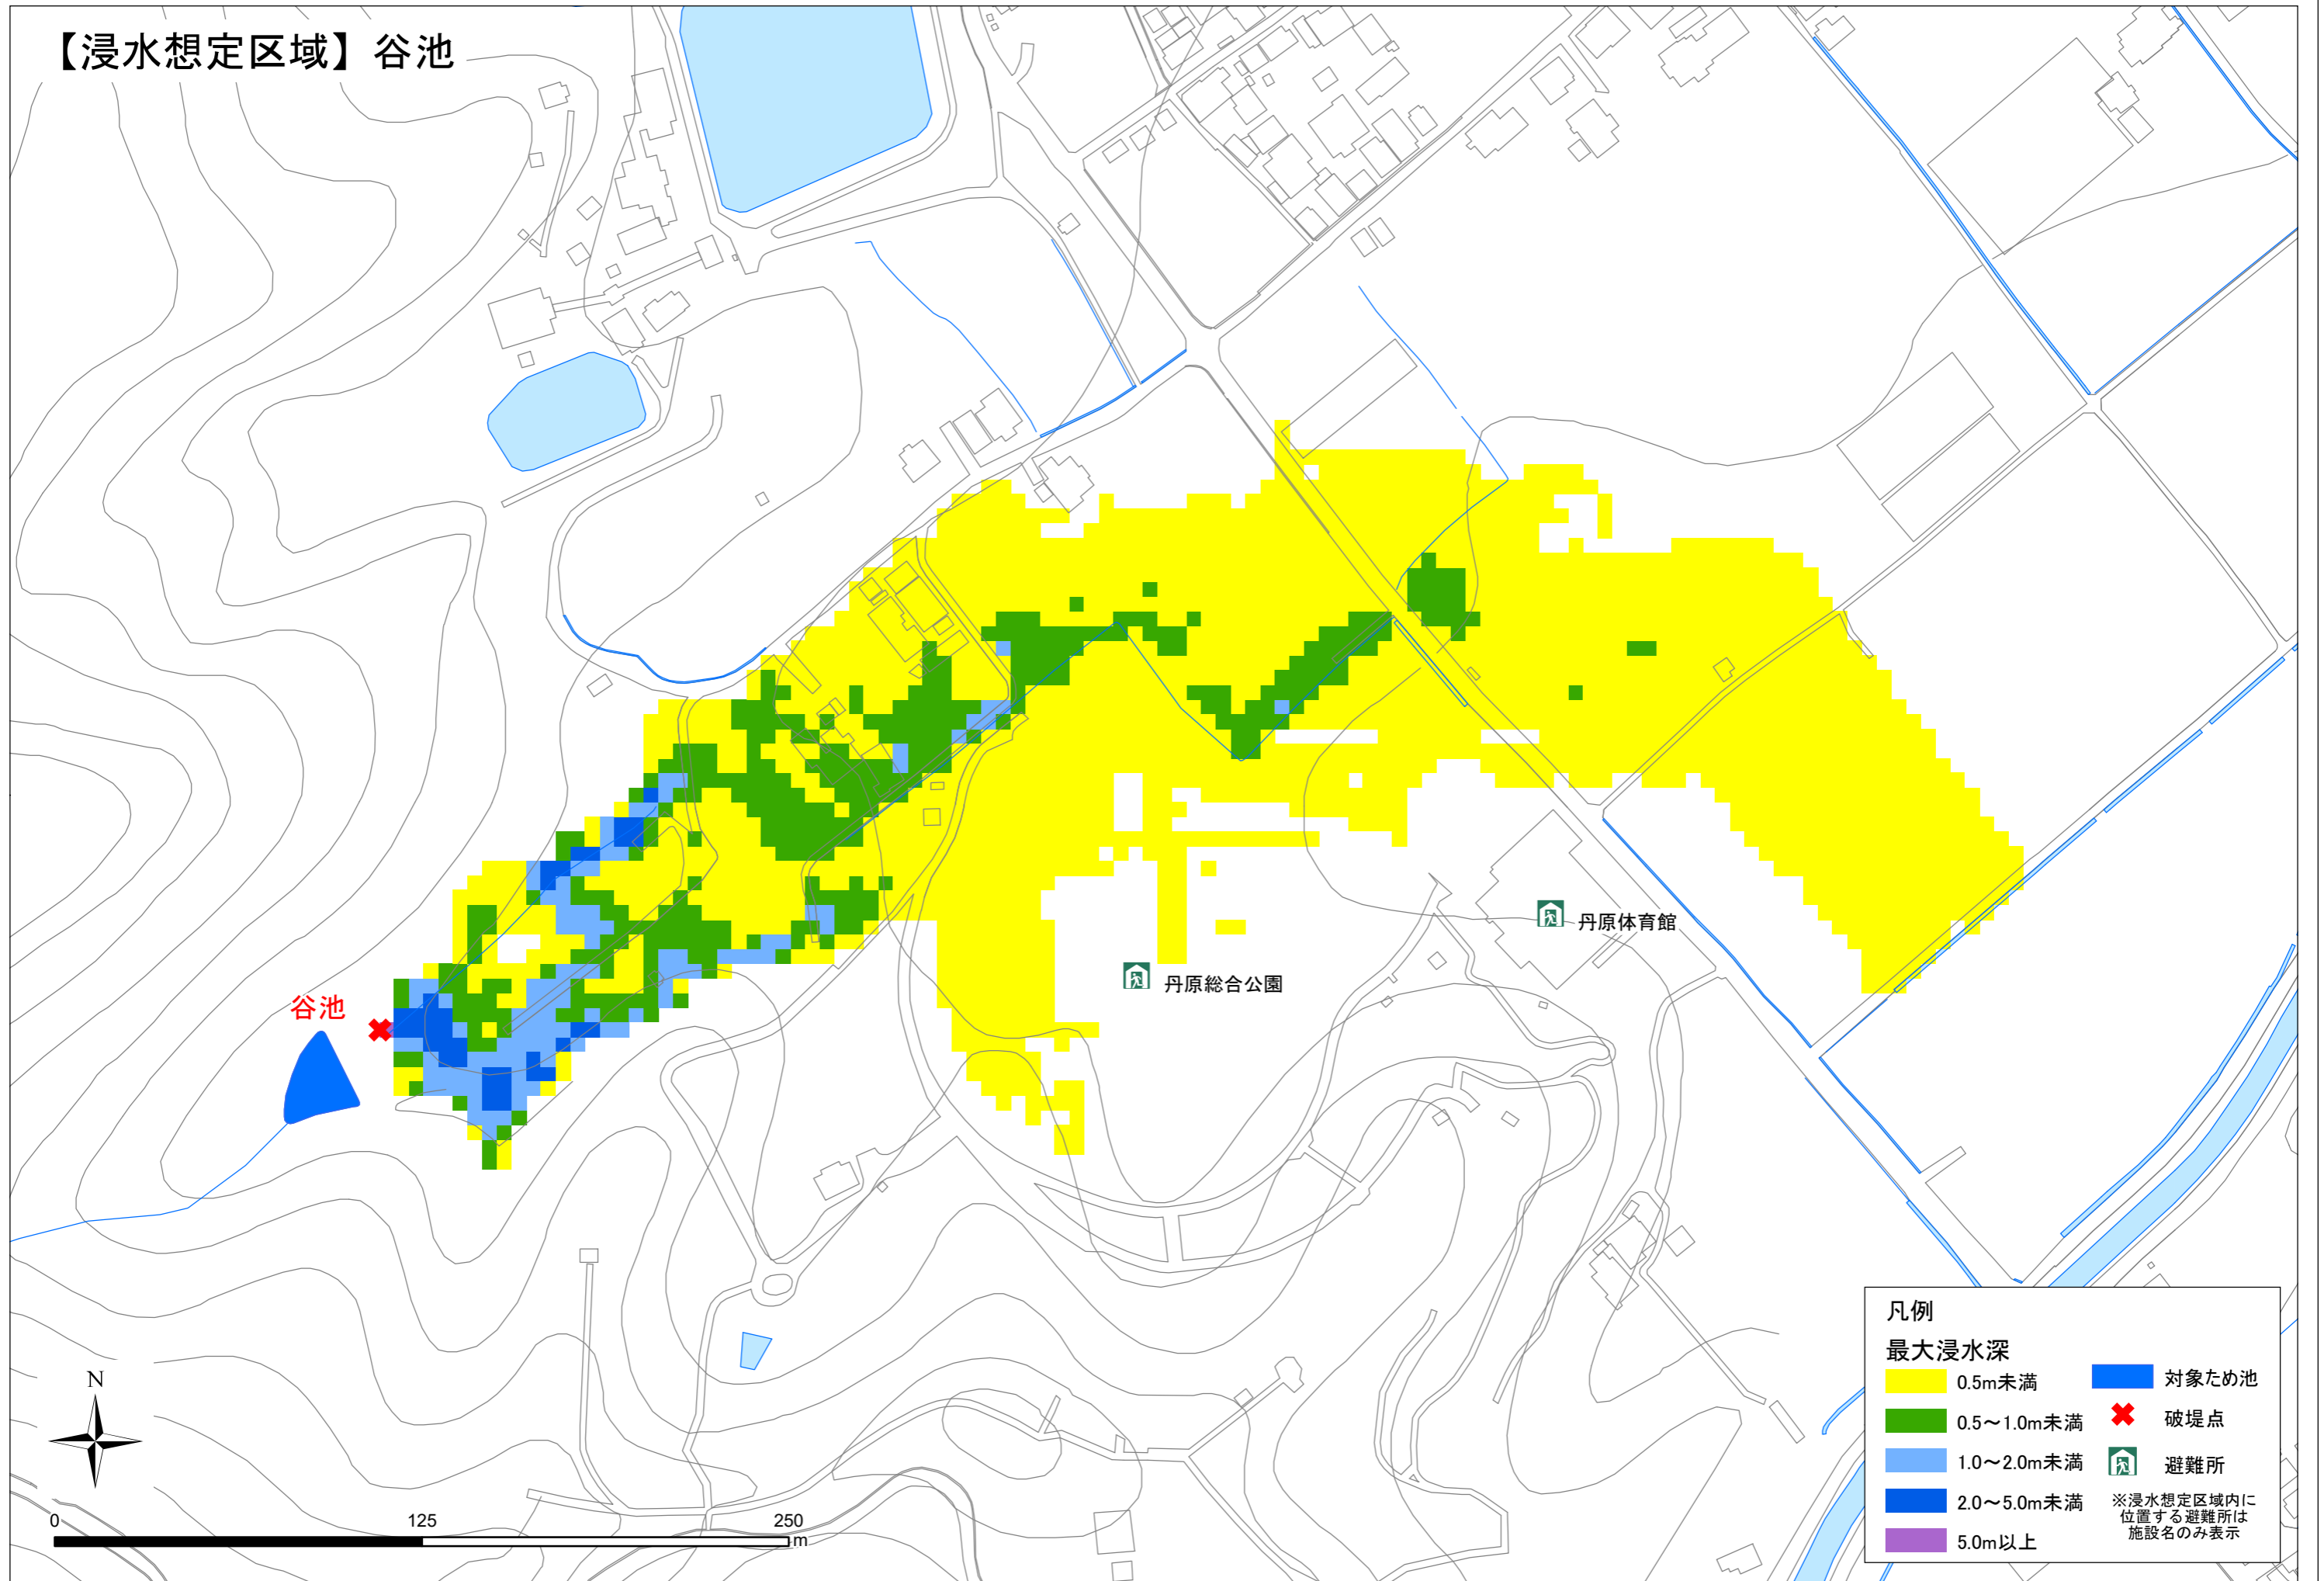 【浸水想定区域】谷池
谷池
丹原体育館
丹原総合公園
N
0
125
250
m
凡例
最大浸水深
0.5m未満
0.5～1.0m未満
1.0～2.0m未満
2.0～5.0m未満
5.0m以上
対象ため池
破堤点
避難所
※浸水想定区域内に
位置する避難所は
施設名のみ表示